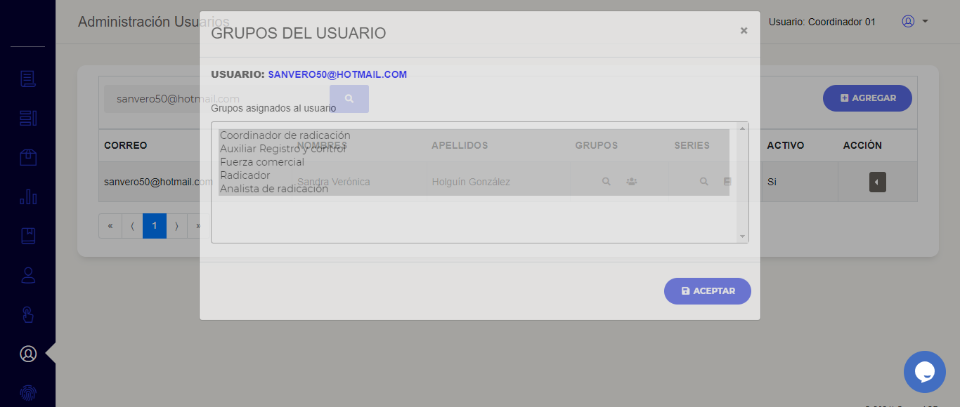 Administración Usuarios
Usuario: Coordinador 01
GRUPOS DEL USUARIO
×
USUARIO: SANVERO50@HOTMAIL.COM
sanvero50@hotmail.com
AGREGAR
Grupos asignados al usuario
Coordinador de radicación
Auxiliar Registro y control
Fuerza comercial
Radicador
Analista de radicación
CORREO NOMBRES APELLIDOS GRUPOS SERIES ACTIVO ACCIÓN
sanvero50@hotmail.com Sandra Verónica Holguín González Si
« ⟨ 1 ⟩ »
ACEPTAR